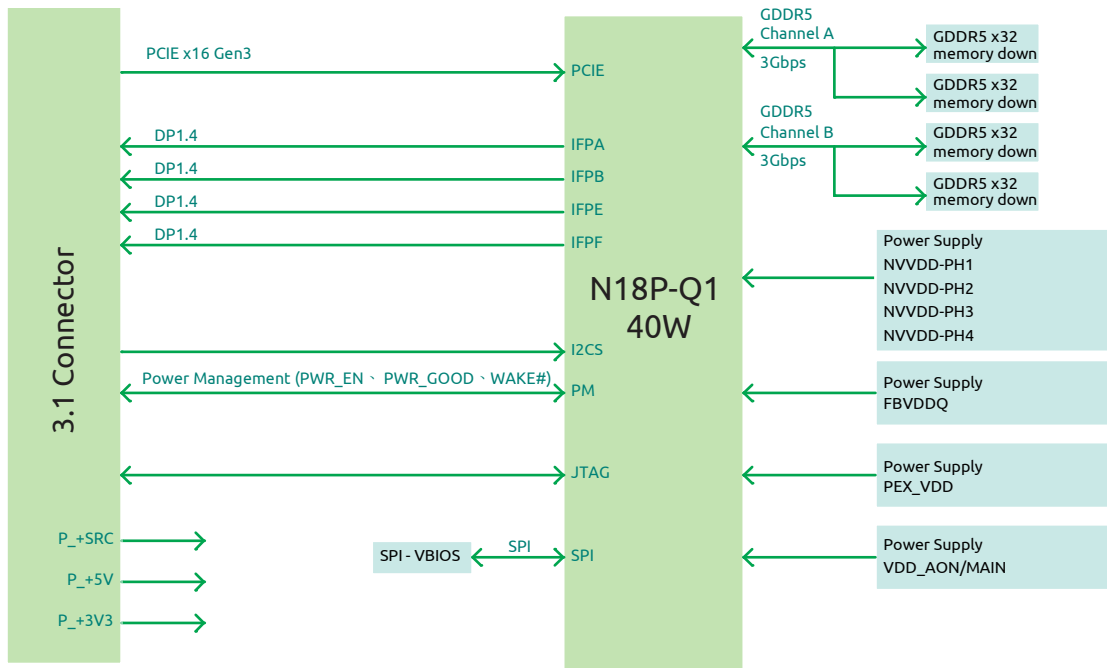 3.1 Connector
PCIE x16 Gen3
DP1.4
DP1.4
DP1.4
DP1.4
Power Management (PWR_EN、 PWR_GOOD、WAKE#)
P_+SRC
P_+5V
P_+3V3
SPI - VBIOS
SPI
PCIE
IFPA
IFPB
IFPE
IFPF
N18P-Q1
40W
I2CS
PM
JTAG
SPI
GDDR5
Channel A
3Gbps
GDDR5
Channel B
3Gbps
GDDR5 x32
memory down
GDDR5 x32
memory down
GDDR5 x32
memory down
GDDR5 x32
memory down
Power Supply
NVVDD-PH1
NVVDD-PH2
NVVDD-PH3
NVVDD-PH4
Power Supply
FBVDDQ
Power Supply
PEX_VDD
Power Supply
VDD_AON/MAIN